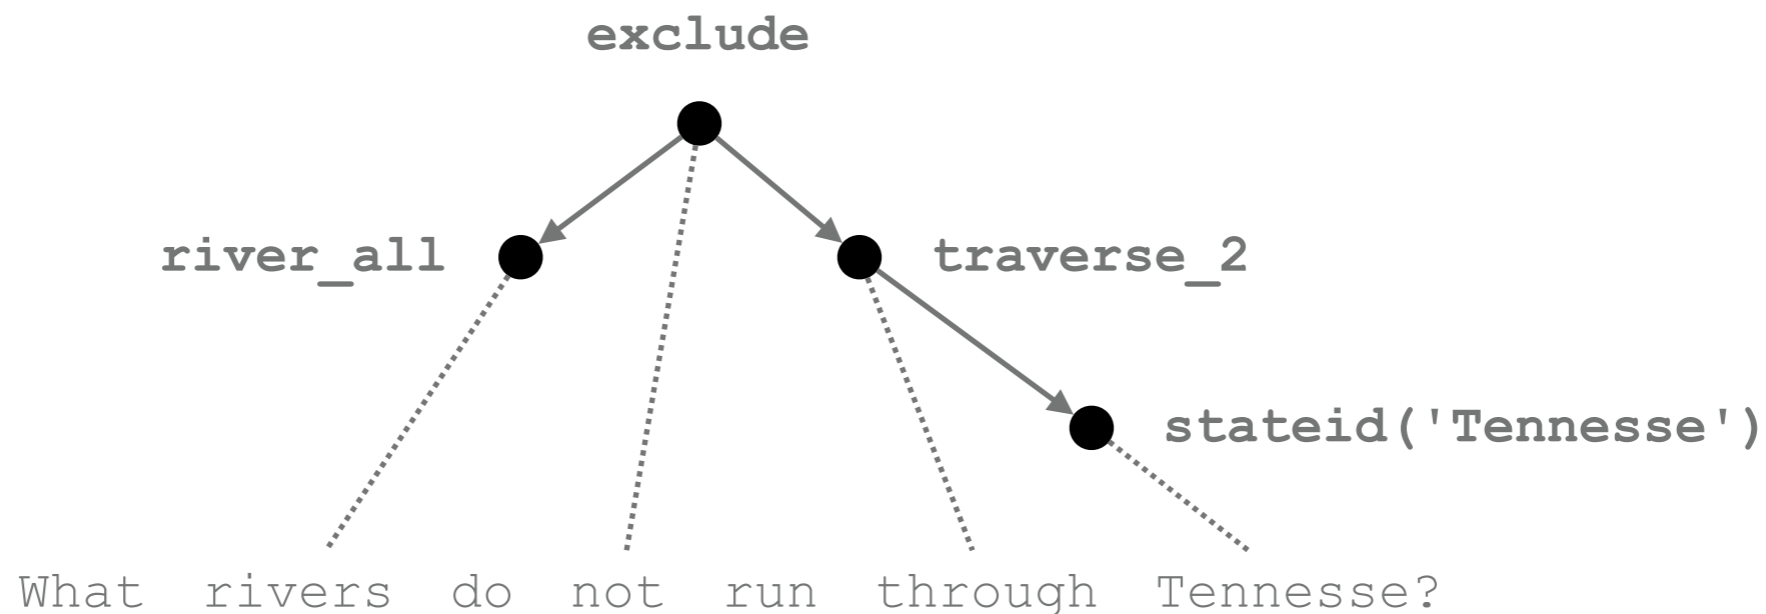 exclude
river_all traverse_2
stateid('Tennesse')
What rivers do not run through Tennesse?